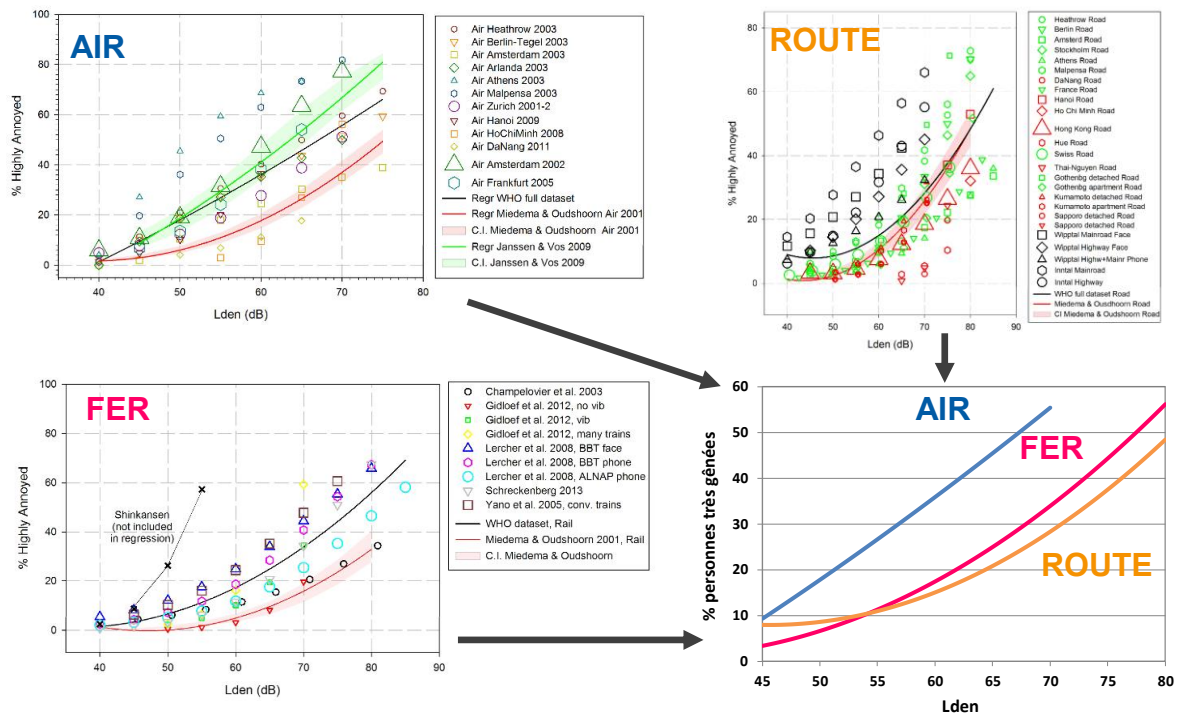 AIR
% Highly Annoyed
100
80
60
40
20
0
40
50
60
70
80
Lden (dB)
Air Heathrow 2003
Air Berlin-Tegel 2003
Air Amsterdam 2003
Air Arlanda 2003
Air Athens 2003
Air Malpensa 2003
Air Zurich 2001-2
Air Hanoi 2009
Air HoChiMinh 2008
Air DaNang 2011
Air Amsterdam 2002
Air Frankfurt 2005
Regr WHO full dataset
Regr Miedema & Oudshoorn Air 2001
C.I. Miedema & Oudshoorn Air 2001
Regr Janssen & Vos 2009
C.I. Janssen & Vos 2009
ROUTE
% Highly Annoyed
80
60
40
20
0
40
50
60
70
80
90
Lden (dB)
Heathrow Road
Berlin Road
Amsterd Road
Stockholm Road
Athens Road
Malpensa Road
DaNang Road
France Road
Hanoi Road
Ho Chi Minh Road
Hong Kong Road
Hue Road
Swiss Road
Thai-Nguyen Road
Gothenbg detached Road
Gothenbg apartment Road
Kumamoto detached Road
Kumamoto apartment Road
Sapporo detached Road
Sapporo detached Road
Wipptal Mainroad Face
Wipptal Highway Face
Wipptal Highw+Mainr Phone
Inntal Mainroad
Inntal Highway
WHO full dataset Road
Miedema & Ousdhoorn Road
CI Miedema & Oudshoorn Road
FER
% Highly Annoyed
100
80
60
40
20
0
40
50
60
70
80
90
Lden (dB)
Shinkansen
(not included
in regression)
Champelovier et al. 2003
Gidloef et al. 2012, no vib
Gidloef et al. 2012, vib
Gidloef et al. 2012, many trains
Lercher et al. 2008, BBT face
Lercher et al. 2008, BBT phone
Lercher et al. 2008, ALNAP phone
Schreckenberg 2013
Yano et al. 2005, conv. trains
WHO dataset, Rail
Miedema & Oudshoorn 2001, Rail
C.I. Miedema & Oudshoorn
% personnes très gênées
60
50
40
30
20
10
0
45
50
55
60
65
70
75
80
Lden
AIR
FER
ROUTE